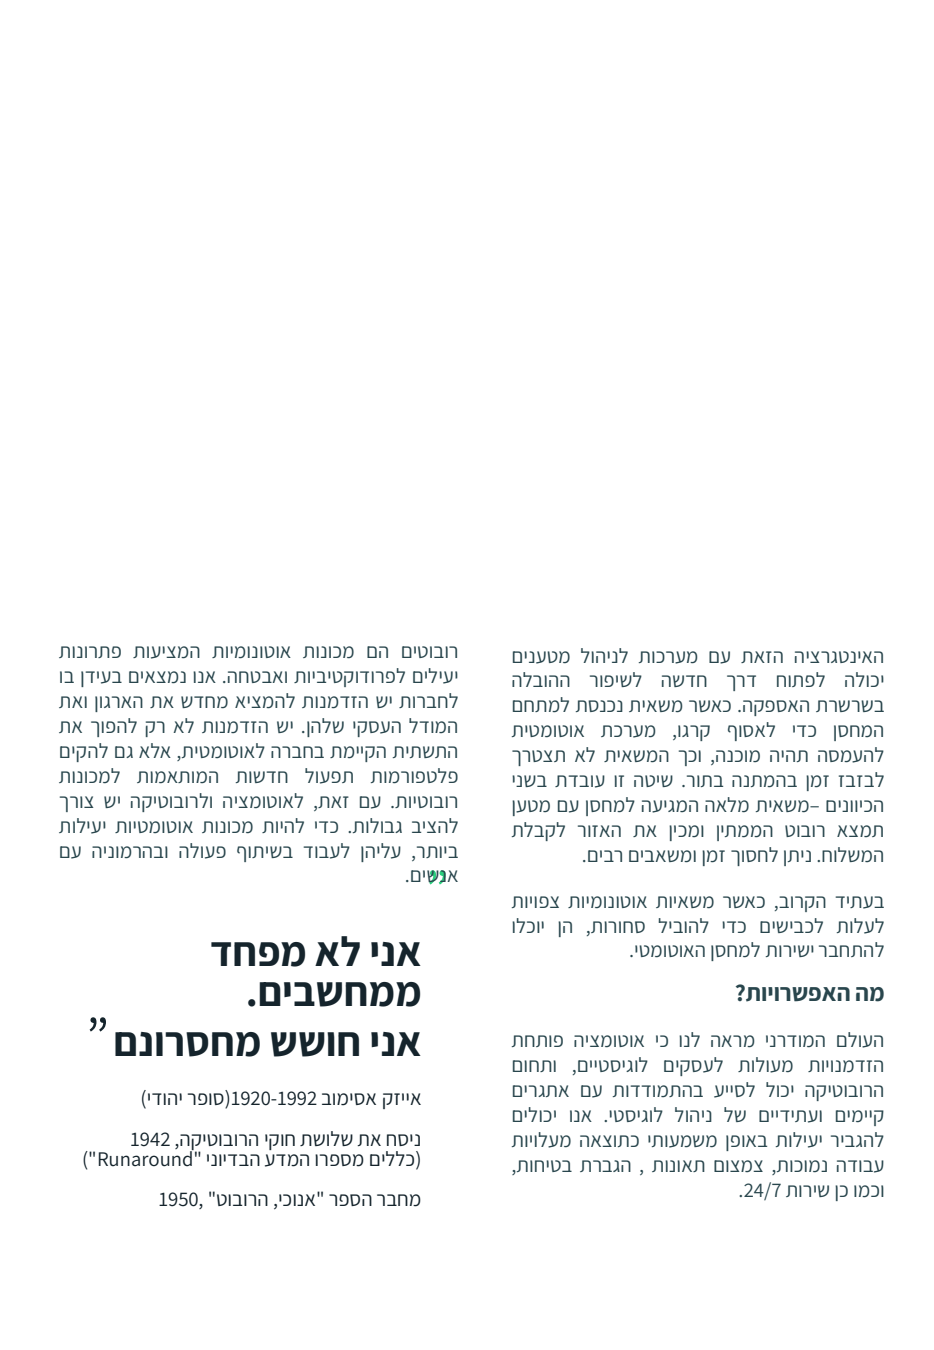 האינטגרציה הזאת עם מערכות לניהול מטענים
יכולה לפתוח דרך חדשה לשיפור ההובלה
בשרשרת האספקה. כאשר משאית נכנסת למתחם
המחסן כדי לאסוף קרגו, מערכת אוטומטית
להעמסה תהיה מוכנה, וכך המשאית לא תצטרך
לבזבז זמן בהמתנה בתור. שיטה זו עובדת בשני
הכיוונים –משאית מלאה המגיעה למחסן עם מטען
תמצא רובוט הממתין ומכין את האזור לקבלת
המשלוח. ניתן לחסוך זמן ומשאבים רבים.
בעתיד הקרוב, כאשר משאיות אוטונומיות צפויות
לעלות לכבישים כדי להוביל סחורות, הן יוכלו
להתחבר ישירות למחסן האוטומטי.
מה האפשרויות?
העולם המודרני מראה לנו כי אוטומציה פותחת
הזדמנויות מעולות לעסקים לוגיסטיים, ותחום
הרובוטיקה יכול לסייע בהתמודדות עם אתגרים
קיימים ועתידיים של ניהול לוגיסטי. אנו יכולים
להגביר יעילות באופן משמעותי כתוצאה מעלויות
עבודה נמוכות, צמצום תאונות , הגברת בטיחות,
וכמו כן שירות 24/7.
רובוטים הם מכונות אוטונומיות המציעות פתרונות
יעילים לפרודוקטיביות ואבטחה. אנו נמצאים בעידן בו
לחברות יש הזדמנות להמציא מחדש את הארגון ואת
המודל העסקי שלהן. יש הזדמנות לא רק להפוך את
התשתית הקיימת בחברה לאוטומטית, אלא גם להקים
פלטפורמות תפעול חדשות המותאמות למכונות
רובוטיות. עם זאת, לאוטומציה ולרובוטיקה יש צורך
להציב גבולות. כדי להיות מכונות אוטומטיות יעילות
ביותר, עליהן לעבוד בשיתוף פעולה ובהרמוניה עם
אנשים.
”
אני לא מפחד
ממחשבים.
אני חושש מחסרונם ”
אייזק אסימוב 1920-1992(סופר יהודי)
ניסח את שלושת חוקי הרובוטיקה, 1942
(כללים מספרו המדע הבדיוני "Runaround")
מחבר הספר "אנוכי, הרובוט" ,1950